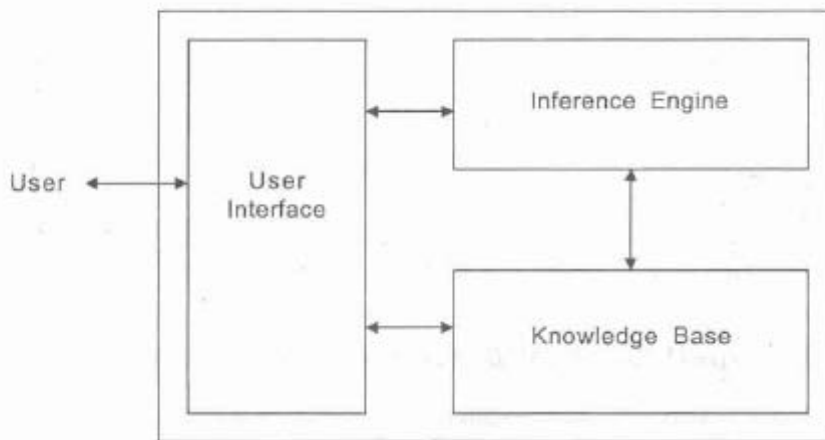 Inference Engine
User
User
Interface
Knowledge Base